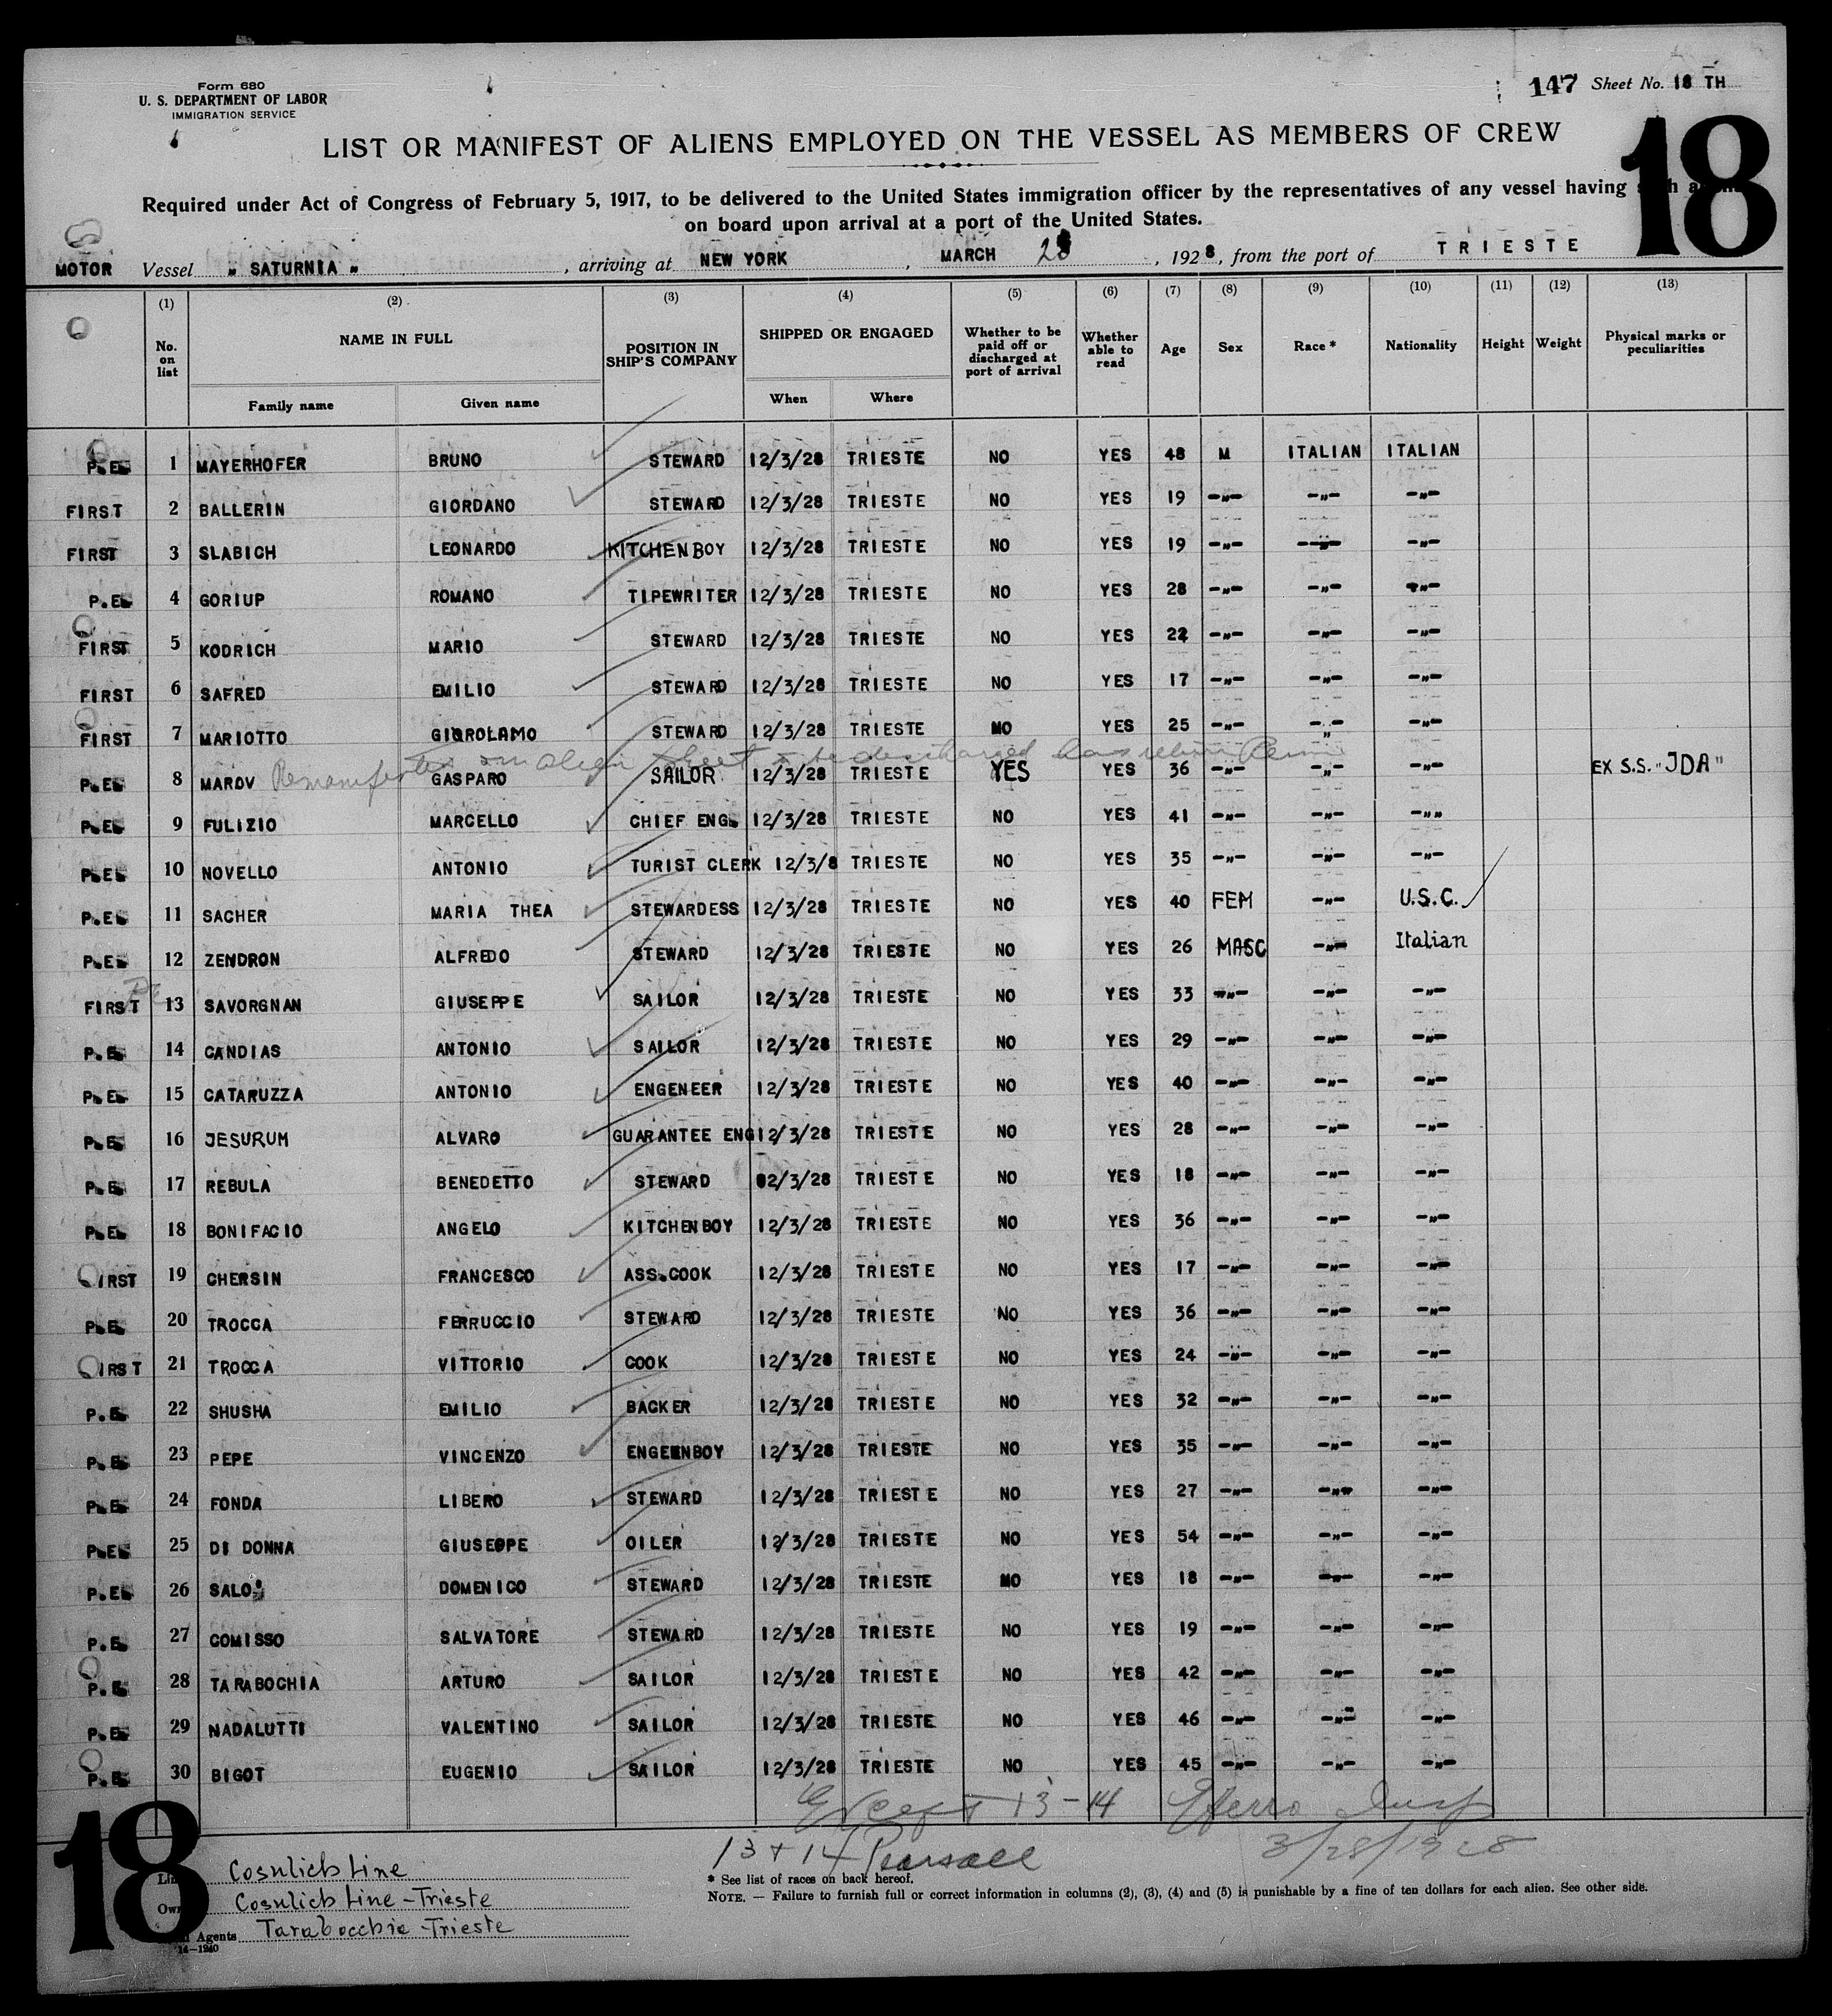 Form 680
U. S. DEPARTMENT OF LABOR
IMMIGRATION SERVICE
147 Sheet No. 18 TH
18
LIST OR MANIFEST OF ALIENS EMPLOYED ON THE VESSEL AS MEMBERS OF CREW
Required under Act of Congress of February 5, 1917, to be delivered to the United States immigration officer by the representatives of any vessel having
on board upon arrival at a port of the United States.
MOTOR Vessel " SATURNIA " , arriving at NEW YORK , MARCH 28 , 1928, from the port of TRIESTE
(1) (2) (3) (4) (5) (6) (7) (8) (9) (10) (11) (12) (13)
No. on list NAME IN FULL POSITION IN SHIP'S COMPANY SHIPPED OR ENGAGED Whether to be paid off or discharged at port of arrival Whether able to read Age Sex Race * Nationality Height Weight Physical marks or peculiarities
Family name Given name When Where
P.E. 1 MAYERHOFER BRUNO STEWARD 12/3/28 TRIESTE NO YES 48 M ITALIAN ITALIAN
FIRST 2 BALLERIN GIORDANO STEWARD 12/3/28 TRIESTE NO YES 19 -"- -"- -"-
FIRST 3 SLABICH LEONARDO KITCHENBOY 12/3/28 TRIESTE NO YES 19 -"- -"- -"-
P.E. 4 GORIUP ROMANO TIPEWRITER 12/3/28 TRIESTE NO YES 28 -"- -"- -"-
FIRST 5 KODRICH MARIO STEWARD 12/3/28 TRIESTE NO YES 22 -"- -"- -"-
FIRST 6 SAFRED EMILIO STEWARD 12/3/28 TRIESTE NO YES 17 -"- -"- -"-
FIRST 7 MARIOTTO GIOROLAMO STEWARD 12/3/28 TRIESTE NO YES 25 -"- -"- -"-
on alien sheet to be discharged has
P.E. 8 MAROV GASPARO SAILOR 12/3/28 TRIESTE YES YES 36 -"- -"- -"- EX S.S. "JDA"
P.E. 9 FULIZIO MARCELLO CHIEF ENG. 12/3/28 TRIESTE NO YES 41 -"- -"- -""
P.E. 10 NOVELLO ANTONIO TURIST CLERK 12/3/8 TRIESTE NO YES 35 -"- -"- -"-
P.E. 11 SACHER MARIA THEA STEWARDESS 12/3/28 TRIESTE NO YES 40 FEM -"- U.S.C.
P.E. 12 ZENDRON ALFREDO STEWARD 12/3/28 TRIESTE NO YES 26 MASC -"- Italian
FIRST 13 SAVORGNAN GIUSEPPE SAILOR 12/3/28 TRIESTE NO YES 33 -"- -"- -"-
P.E. 14 CANDIAS ANTONIO SAILOR 12/3/28 TRIESTE NO YES 29 -"- -"- -"-
P.E. 15 CATARUZZA ANTONIO ENGENEER 12/3/28 TRIESTE NO YES 40 -"- -"- -"-
P.E. 16 JESURUM ALVARO GUARANTEE ENG 12/3/28 TRIESTE NO YES 28 -"- -"- -"-
P.E. 17 REBULA BENEDETTO STEWARD 02/3/28 TRIESTE NO YES 18 -"- -"- -"-
P.E. 18 BONIFACIO ANGELO KITCHENBOY 12/3/28 TRIESTE NO YES 36 -"- -"- -"-
IRST 19 CHERSIN FRANCESCO ASS.COOK 12/3/28 TRIESTE NO YES 17 -"- -"- -"-
P.E. 20 TROCCA FERRUCCIO STEWARD 12/3/28 TRIESTE NO YES 36 -"- -"- -"-
IRST 21 TROCCA VITTORIO COOK 12/3/28 TRIESTE NO YES 24 -"- -"- -"-
P.E. 22 SHUSHA EMILIO BACKER 12/3/28 TRIESTE NO YES 32 -"- -"- -"-
P.E. 23 PEPE VINCENZO ENGEENBOY 12/3/28 TRIESTE NO YES 35 -"- -"- -"-
P.E. 24 FONDA LIBERO STEWARD 12/3/28 TRIESTE NO YES 27 -"- -"- -"-
P.E. 25 DI DONNA GIUSEPPE OILER 12/3/28 TRIESTE NO YES 54 -"- -"- -"-
P.E. 26 SALO DOMENICO STEWARD 12/3/28 TRIESTE NO YES 18 -"- -"- -"-
P.E. 27 COMISSO SALVATORE STEWARD 12/3/28 TRIESTE NO YES 19 -"- -"- -"-
P.E. 28 TARABOCHIA ARTURO SAILOR 12/3/28 TRIESTE NO YES 42 -"- -"- -"-
P.E. 29 NADALUTTI VALENTINO SAILOR 12/3/28 TRIESTE NO YES 46 -"- -"- -"-
P.E. 30 BIGOT EUGENIO SAILOR 12/3/28 TRIESTE NO YES 45 -"- -"- -"-
Except 13-14 Insp
13 + 14 Pearsall 3/28/1928
18
Cosulich Line
Cosulich Line - Trieste
Agents Tarabocchia - Trieste
14-1240
* See list of races on back hereof.
NOTE. — Failure to furnish full or correct information in columns (2), (3), (4) and (5) is punishable by a fine of ten dollars for each alien. See other side.